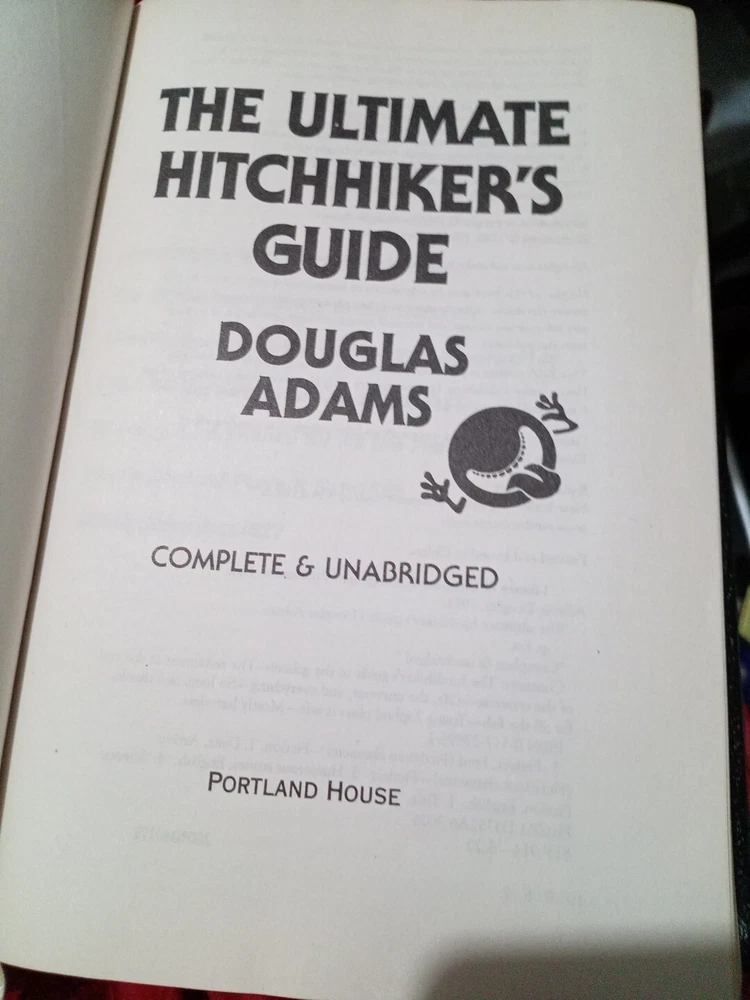 THE ULTIMATE
HITCHHIKER'S
GUIDE
DOUGLAS
ADAMS
COMPLETE & UNABRIDGED
PORTLAND HOUSE